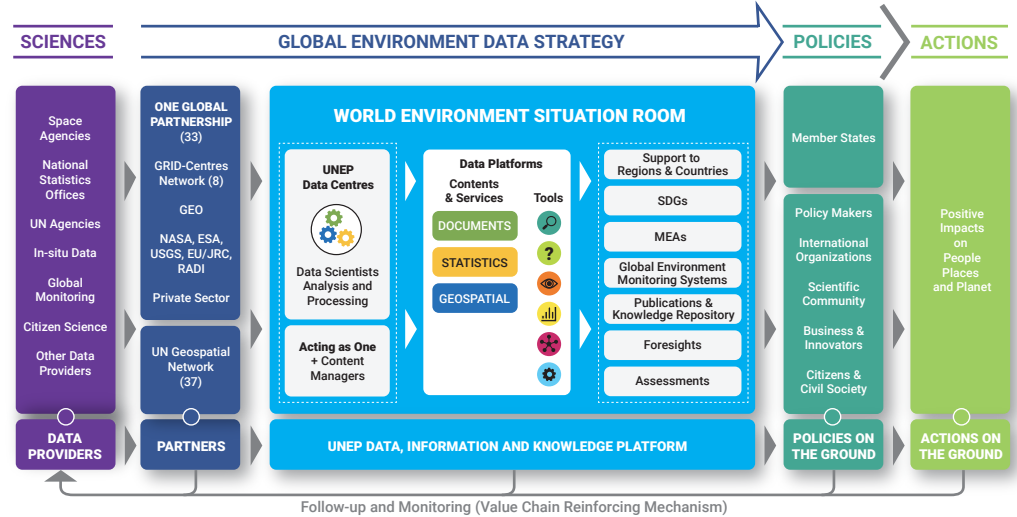 SCIENCES
GLOBAL ENVIRONMENT DATA STRATEGY
POLICIES
ACTIONS
Space
Agencies
National
Statistics
Offices
UN Agencies
In-situ Data
Global
Monitoring
Citizen Science
Other Data
Providers
DATA
PROVIDERS
ONE GLOBAL
PARTNERSHIP
(33)
GRID-Centres
Network (8)
GEO
NASA, ESA,
USGS, EU/JRC,
RADI
Private Sector
UN Geospatial
Network
(37)
PARTNERS
WORLD ENVIRONMENT SITUATION ROOM
UNEP
Data Centres
Data Scientists
Analysis and
Processing
Acting as One
+ Content
Managers
Data Platforms
Contents
& Services
Tools
DOCUMENTS
STATISTICS
GEOSPATIAL
?
Support to
Regions & Countries
SDGs
MEAs
Global Environment
Monitoring Systems
Publications &
Knowledge Repository
Foresights
Assessments
UNEP DATA, INFORMATION AND KNOWLEDGE PLATFORM
Member States
Policy Makers
International
Organizations
Scientific
Community
Business &
Innovators
Citizens &
Civil Society
POLICIES ON
THE GROUND
Positive
Impacts
on
People
Places
and Planet
ACTIONS ON
THE GROUND
Follow-up and Monitoring (Value Chain Reinforcing Mechanism)